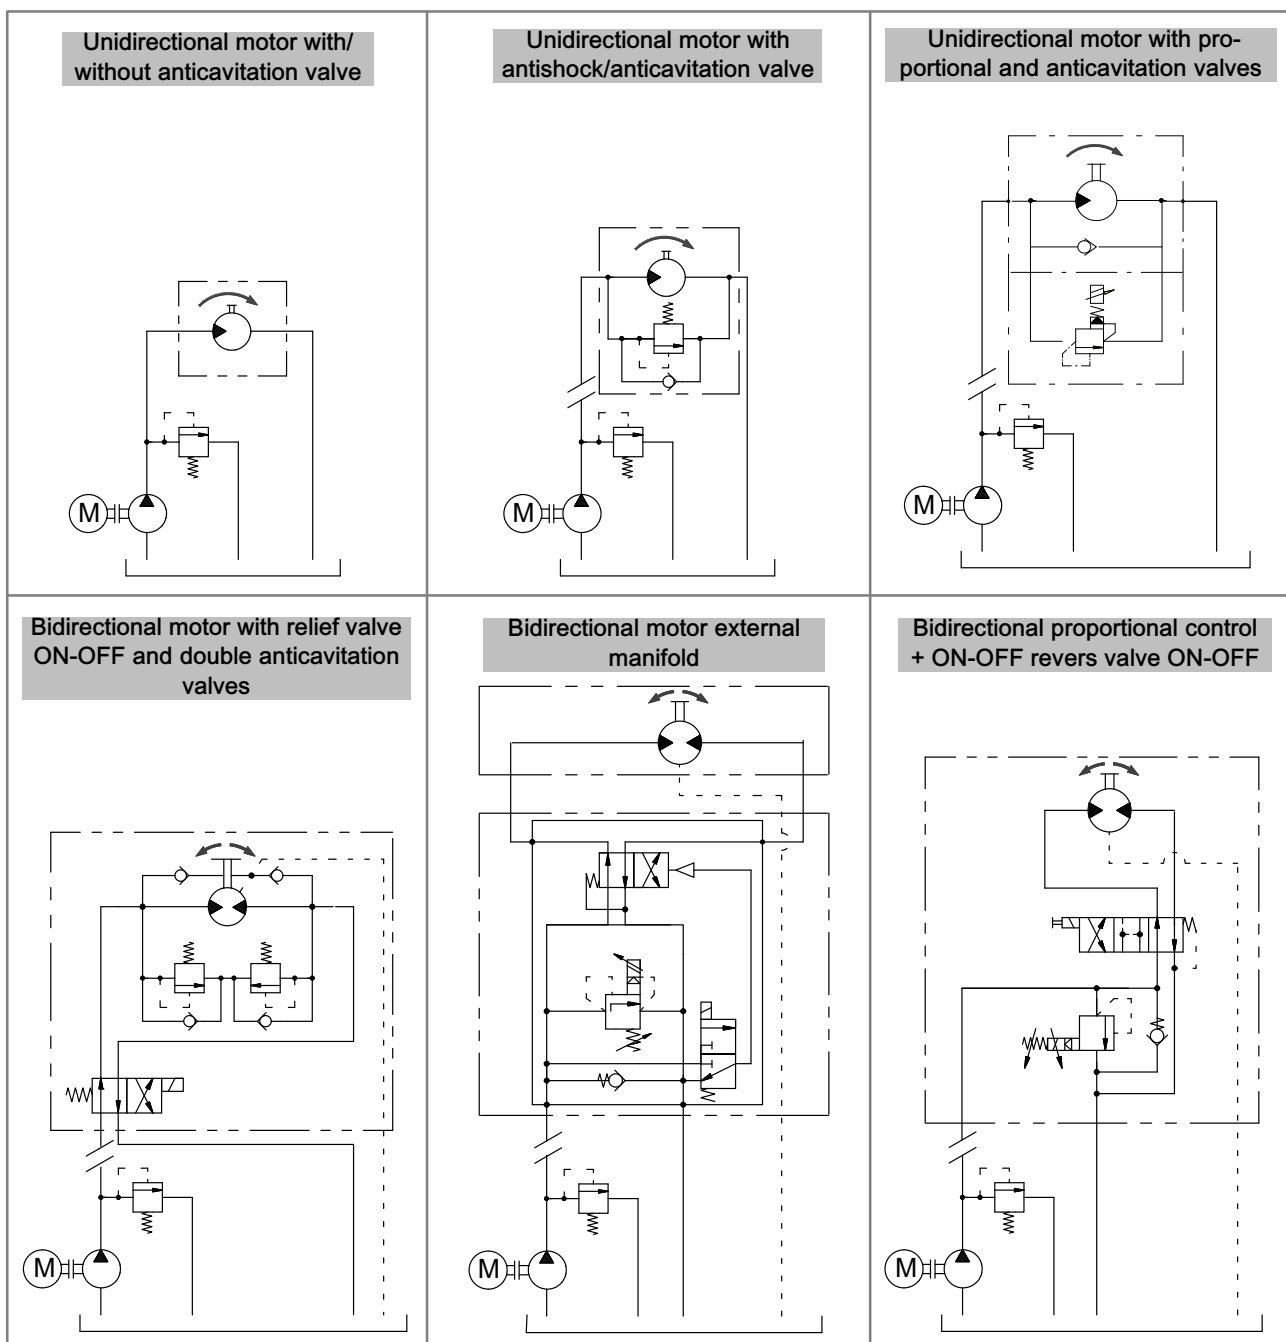 Unidirectional motor with/
without anticavitation valve
Unidirectional motor with
antishock/anticavitation valve
Unidirectional motor with pro-
portional and anticavitation valves
M
M
M
Bidirectional motor with relief valve
ON-OFF and double anticavitation
valves
Bidirectional motor external
manifold
Bidirectional proportional control
+ ON-OFF revers valve ON-OFF
M
M
M